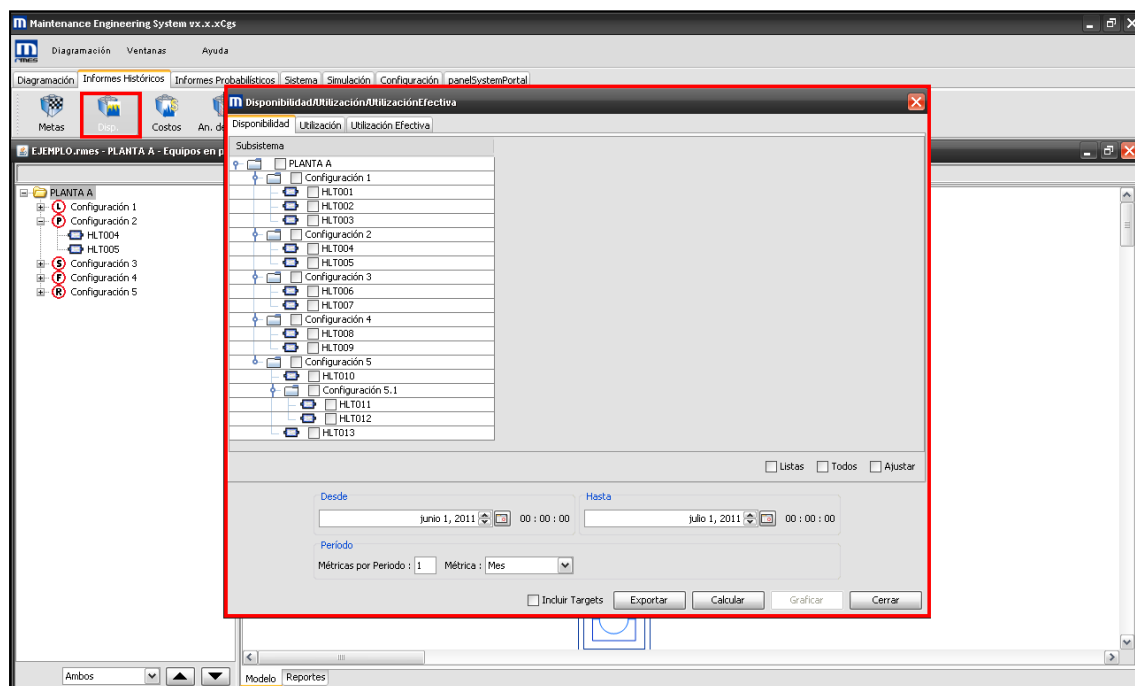 Maintenance Engineering System vx.x.xCgs
rmes
Diagramación Ventanas Ayuda
Diagramación Informes Históricos Informes Probabilísticos Sistema Simulación Configuración panelSystemPortal
Metas Disp. Costos An. de
Disponibilidad/Utilización/UtilizaciónEfectiva
Disponibilidad Utilización Utilización Efectiva
EJEMPLO.rmes - PLANTA A - Equipos en p
PLANTA A
L Configuración 1
P Configuración 2
HLT004
HLT005
S Configuración 3
F Configuración 4
R Configuración 5
Subsistema
PLANTA A
Configuración 1
HLT001
HLT002
HLT003
Configuración 2
HLT004
HLT005
Configuración 3
HLT006
HLT007
Configuración 4
HLT008
HLT009
Configuración 5
HLT010
Configuración 5.1
HLT011
HLT012
HLT013
Listas Todos Ajustar
Desde Hasta
junio 1, 2011 00 : 00 : 00 julio 1, 2011 00 : 00 : 00
Período
Métricas por Periodo : 1 Métrica : Mes
Incluir Targets Exportar Calcular Graficar Cerrar
Ambos
Modelo Reportes